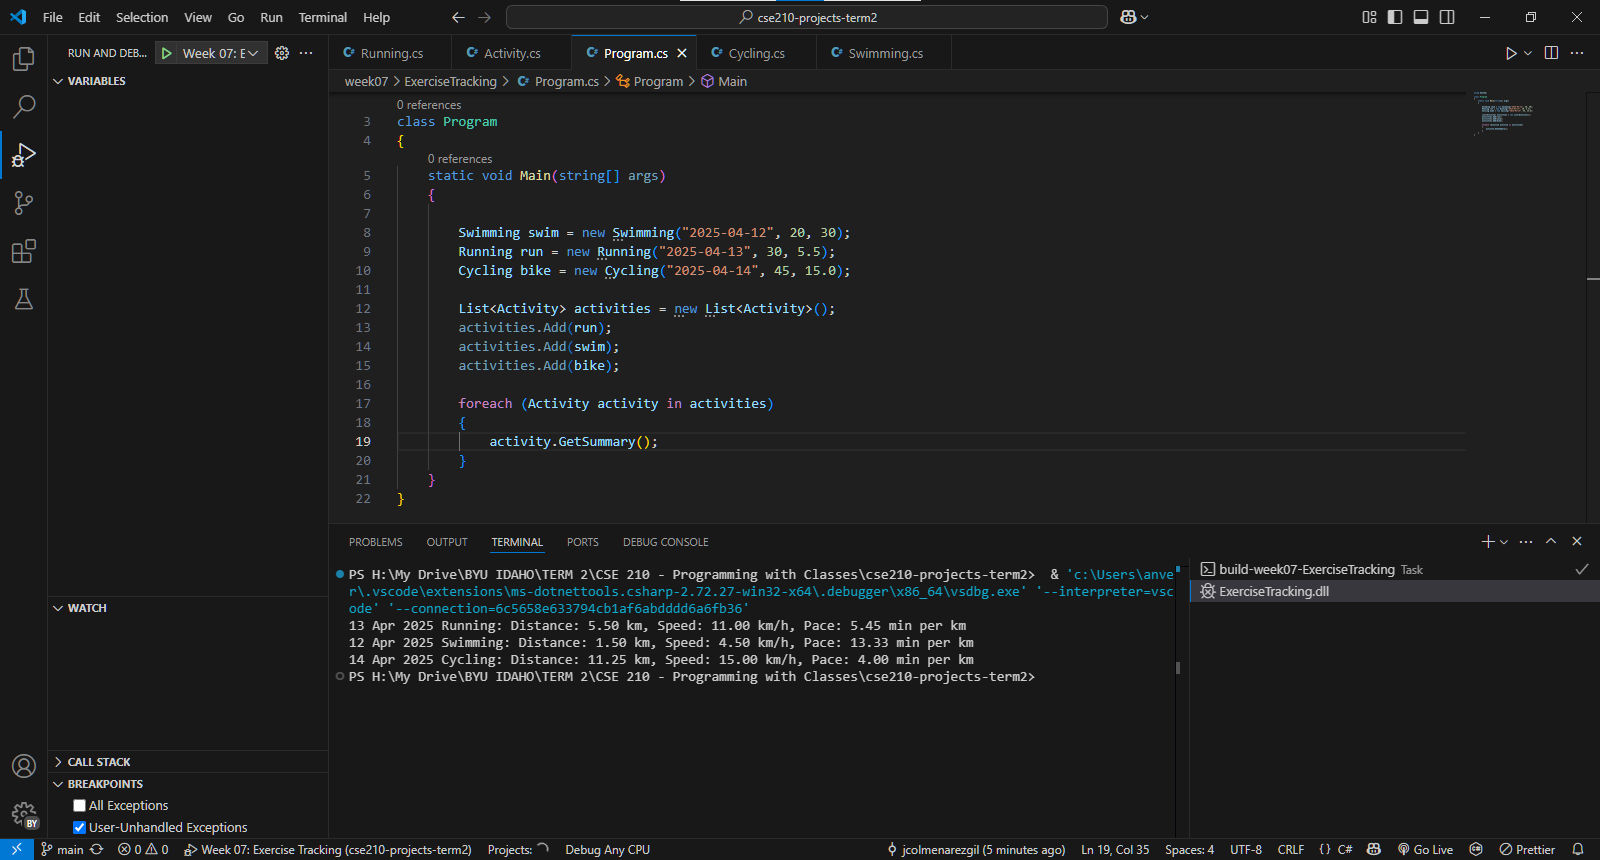 File Edit Selection View Go Run Terminal Help
cse210-projects-term2
RUN AND DEB... Week 07: E
Running.cs Activity.cs Program.cs Cycling.cs Swimming.cs
VARIABLES
week07 > ExerciseTracking > Program.cs > Program > Main
0 references
3 class Program
4 {
0 references
5 static void Main(string[] args)
6 {
7
8 Swimming swim = new Swimming("2025-04-12", 20, 30);
9 Running run = new Running("2025-04-13", 30, 5.5);
10 Cycling bike = new Cycling("2025-04-14", 45, 15.0);
11
12 List<Activity> activities = new List<Activity>();
13 activities.Add(run);
14 activities.Add(swim);
15 activities.Add(bike);
16
17 foreach (Activity activity in activities)
18 {
19 activity.GetSummary();
20 }
21 }
22 }
PROBLEMS OUTPUT TERMINAL PORTS DEBUG CONSOLE
PS H:\My Drive\BYU IDAHO\TERM 2\CSE 210 - Programming with Classes\cse210-projects-term2>  & 'c:\Users\anve
r\.vscode\extensions\ms-dotnettools.csharp-2.72.27-win32-x64\.debugger\x86_64\vsdbg.exe' '--interpreter=vsc
ode' '--connection=6c5658e633794cb1af6abdddd6a6fb36'
13 Apr 2025 Running: Distance: 5.50 km, Speed: 11.00 km/h, Pace: 5.45 min per km
12 Apr 2025 Swimming: Distance: 1.50 km, Speed: 4.50 km/h, Pace: 13.33 min per km
14 Apr 2025 Cycling: Distance: 11.25 km, Speed: 15.00 km/h, Pace: 4.00 min per km
PS H:\My Drive\BYU IDAHO\TERM 2\CSE 210 - Programming with Classes\cse210-projects-term2>
build-week07-ExerciseTracking Task
ExerciseTracking.dll
WATCH
CALL STACK
BREAKPOINTS
All Exceptions
User-Unhandled Exceptions
BY
main 0 0 Week 07: Exercise Tracking (cse210-projects-term2) Projects: Debug Any CPU jcolmenarezgil (5 minutes ago) Ln 19, Col 35 Spaces: 4 UTF-8 CRLF {} C# Go Live Prettier